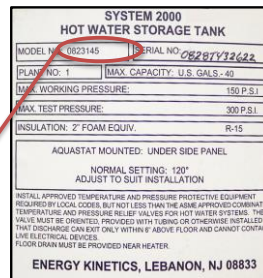 SYSTEM 2000
HOT WATER STORAGE TANK
MODEL NO. 0823145 SERIAL NO: 0828TY32622
PLANT NO: 1 MAX. CAPACITY: U.S. GALS.- 40
MAX. WORKING PRESSURE: 150 P.S.I
MAX. TEST PRESSURE: 300 P.S.I.
INSULATION: 2" FOAM EQUIV. R-15
AQUASTAT MOUNTED: UNDER SIDE PANEL
NORMAL SETTING: 120°
ADJUST TO SUIT INSTALLATION
INSTALL APPROVED TEMPERATURE AND PRESSURE PROTECTIVE EQUIPMENT
REQUIRED BY LOCAL CODES, BUT NOT LESS THAN THE ASME APPROVED COMBINAT
TEMPERATURE AND PRESSURE RELIEF VALVES FOR HOT WATER SYSTEMS. THE
VALVE MUST BE ORIENTED, PROVIDED WITH TUBING OR OTHERWISE INSTALLED
THAT DISCHARGE CAN EXIT ONLY WITHIN 6" ABOVE FLOOR AND CANNOT CONTA
LIVE ELECTRICAL DEVICES.
FLOOR DRAIN MUST BE PROVIDED NEAR HEATER.
ENERGY KINETICS, LEBANON, NJ 08833